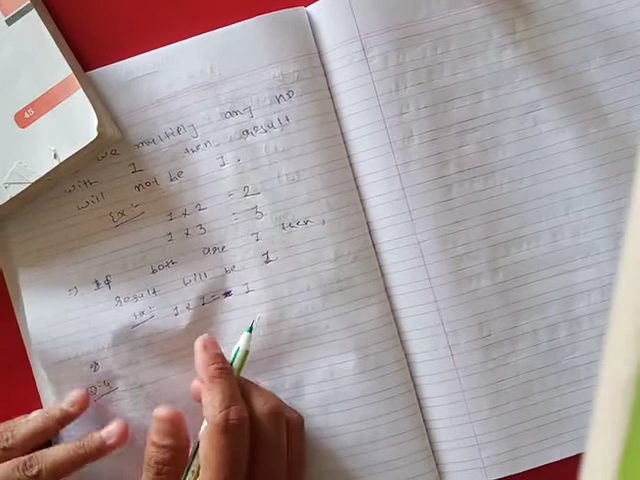 45
we multiply any no
with 1 then result
will not be 1.
Ex:-
1 x 2 = 2
1 x 3 = 3
=> If both are 1 then,
result will be 1.
Ex:- 1 x 1 = 1